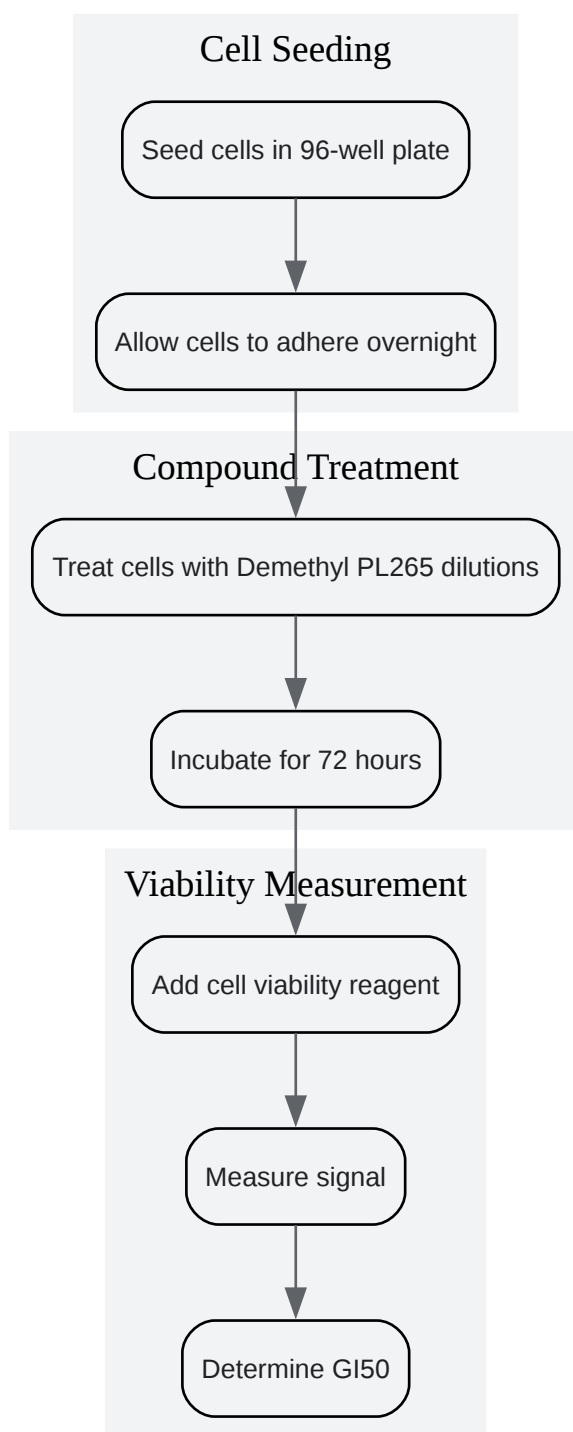 Cell Seeding
Seed cells in 96-well plate
Allow cells to adhere overnight
Compound Treatment
Treat cells with Demethyl PL265 dilutions
Incubate for 72 hours
Viability Measurement
Add cell viability reagent
Measure signal
Determine GI50